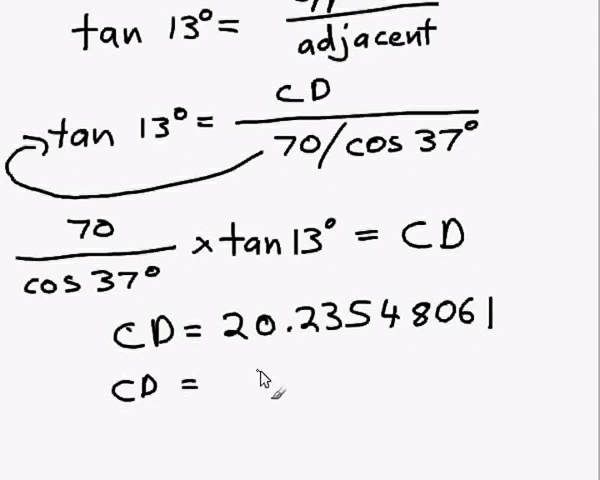 tan 13° =
adjacent
CD
tan 13° =
70/cos 37°
70
cos 37° × tan 13° = CD
CD = 20.23548061
CD =